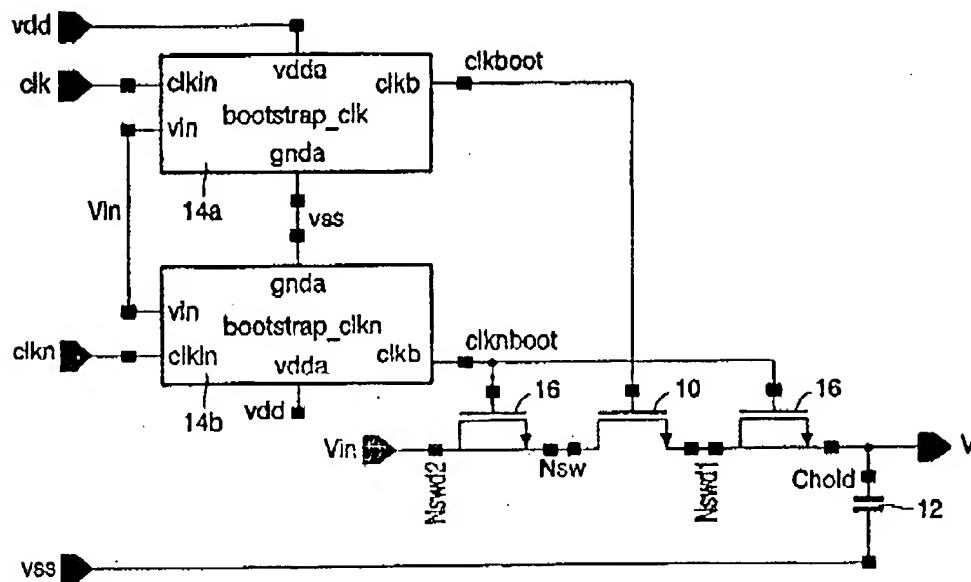 vdd
clk
clkin
vdda
clkb
clkboot
bootstrap_clk
vin
gnda
14a
Vin
vss
gnda
vin
bootstrap_clkn
clkn
clkin
clkb
clknboot
vdda
14b
vdd
16
10
16
Vin
Nswd2
Nsw
Nswd1
Chold
V
12
vss